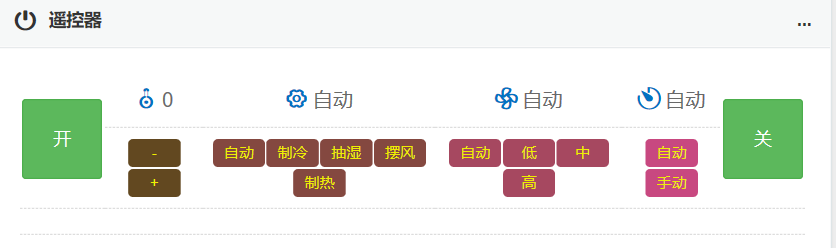 遥控器 ...
开 0 自动 自动 自动 关
- 自动 制冷 抽湿 摆风 自动 低 中 自动
+ 制热 高 手动